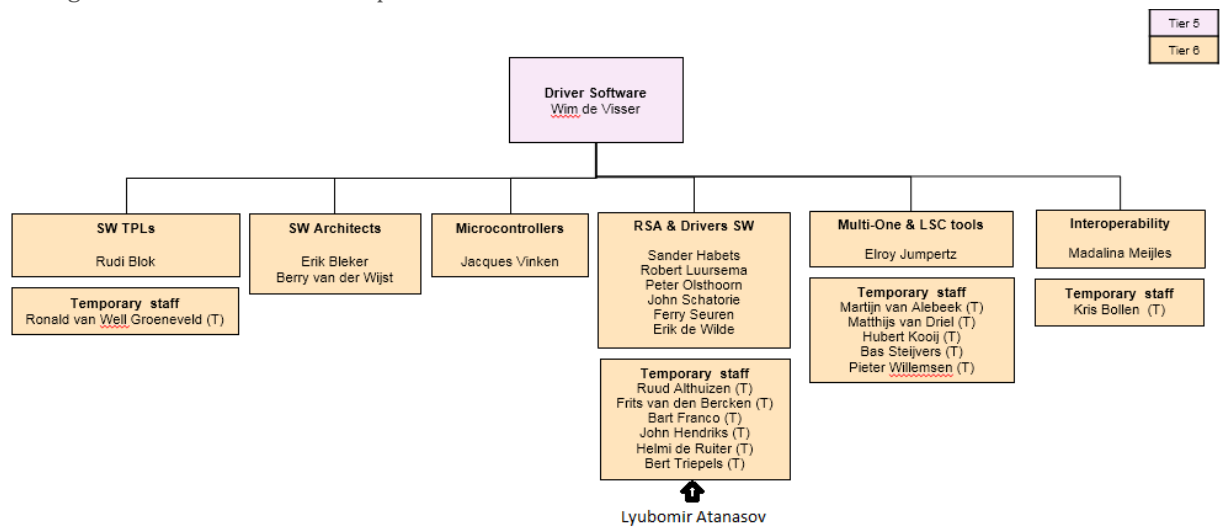 Tier 5
Tier 6
Driver Software
Wim de Visser
SW TPLs
Rudi Blok
Temporary staff
Ronald van Well Groeneveld (T)
SW Architects
Erik Bleker
Berry van der Wijst
Microcontrollers
Jacques Vinken
RSA & Drivers SW
Sander Habets
Robert Luursema
Peter Olsthoorn
John Schatorie
Ferry Seuren
Erik de Wilde
Temporary staff
Ruud Althuizen (T)
Frits van den Bercken (T)
Bart Franco (T)
John Hendriks (T)
Helmi de Ruiter (T)
Bert Triepels (T)
Lyubomir Atanasov
Multi-One & LSC tools
Elroy Jumpertz
Temporary staff
Martijn van Alebeek (T)
Matthijs van Driel (T)
Hubert Kooij (T)
Bas Steijvers (T)
Pieter Willemsen (T)
Interoperability
Madalina Meijles
Temporary staff
Kris Bollen (T)